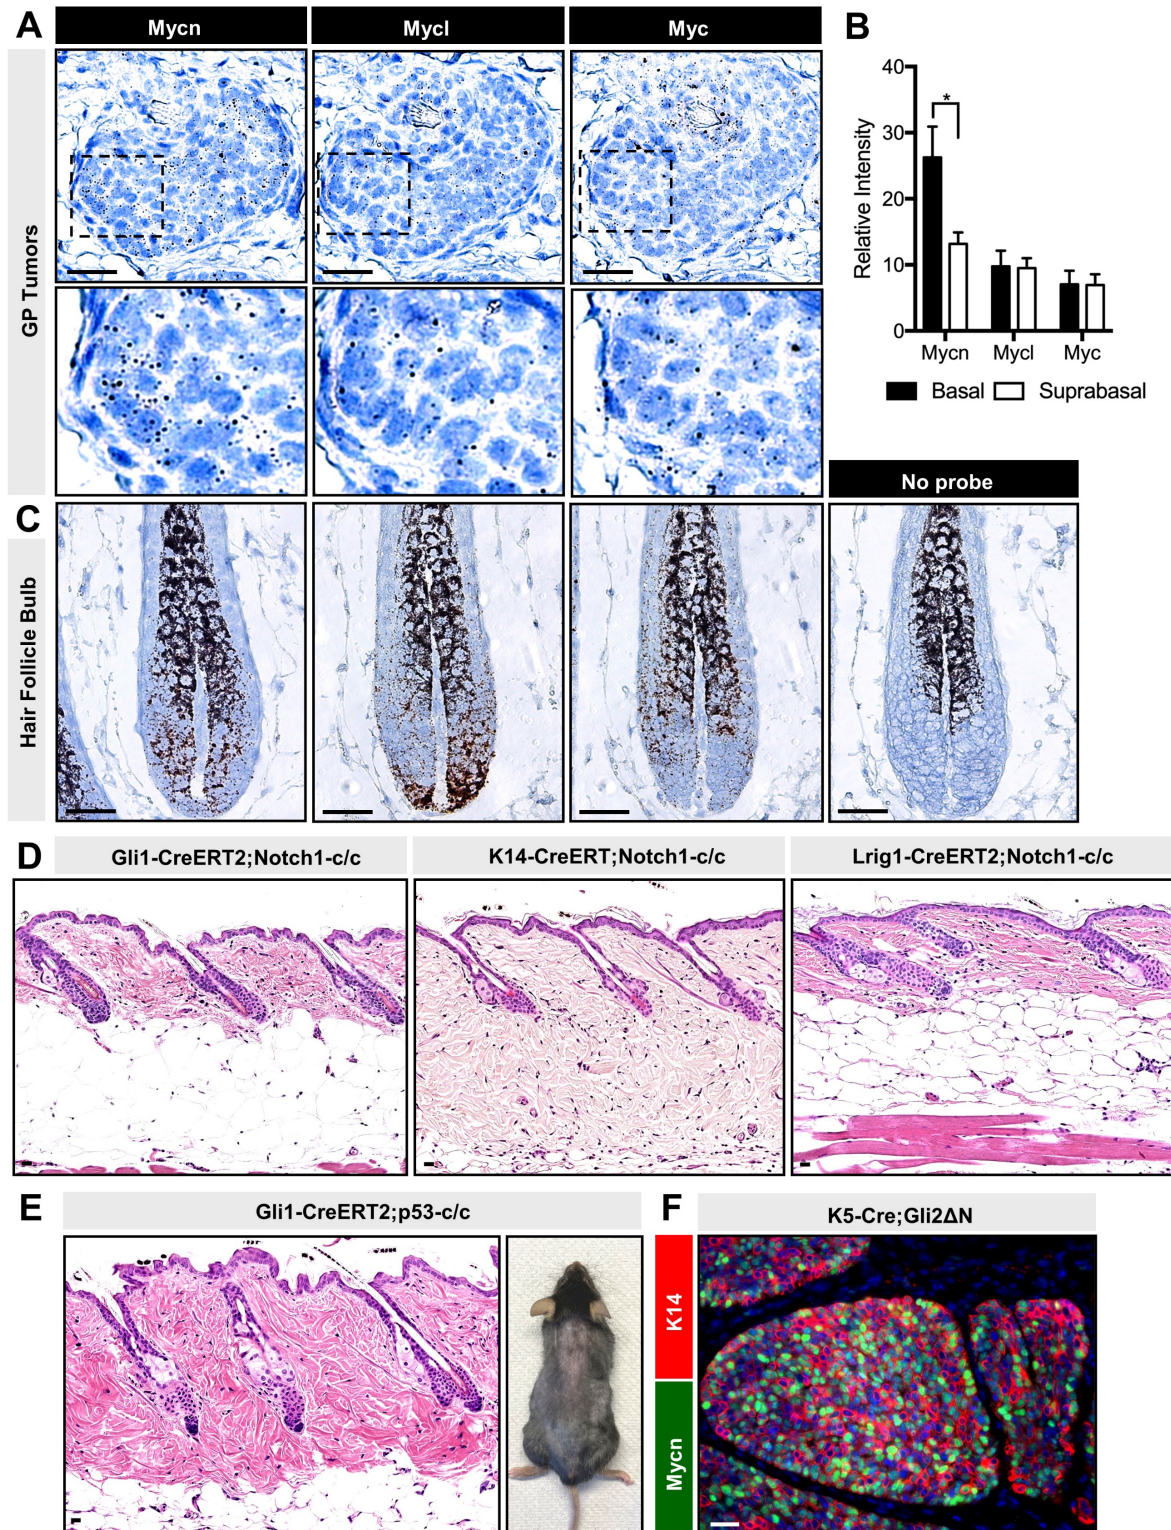 A
Mycn
Mycl
Myc
B
GP Tumors
40
30
20
10
0
Relative Intensity
*
Mycn
Mycl
Myc
Basal
Suprabasal
No probe
C
Hair Follicle Bulb
D
Gli1-CreERT2;Notch1-c/c
K14-CreERT;Notch1-c/c
Lrig1-CreERT2;Notch1-c/c
E
Gli1-CreERT2;p53-c/c
F
K5-Cre;Gli2ΔN
K14
Mycn